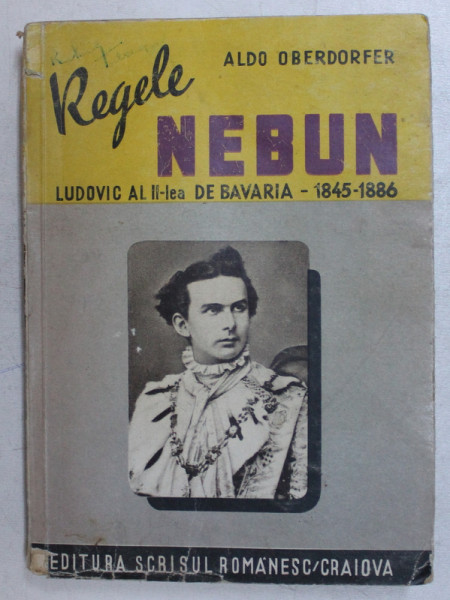 ALDO OBERDORFER
Regele
NEBUN
LUDOVIC AL II-lea DE BAVARIA - 1845-1886
EDITURA SCRISUL ROMÂNESC/CRAIOVA